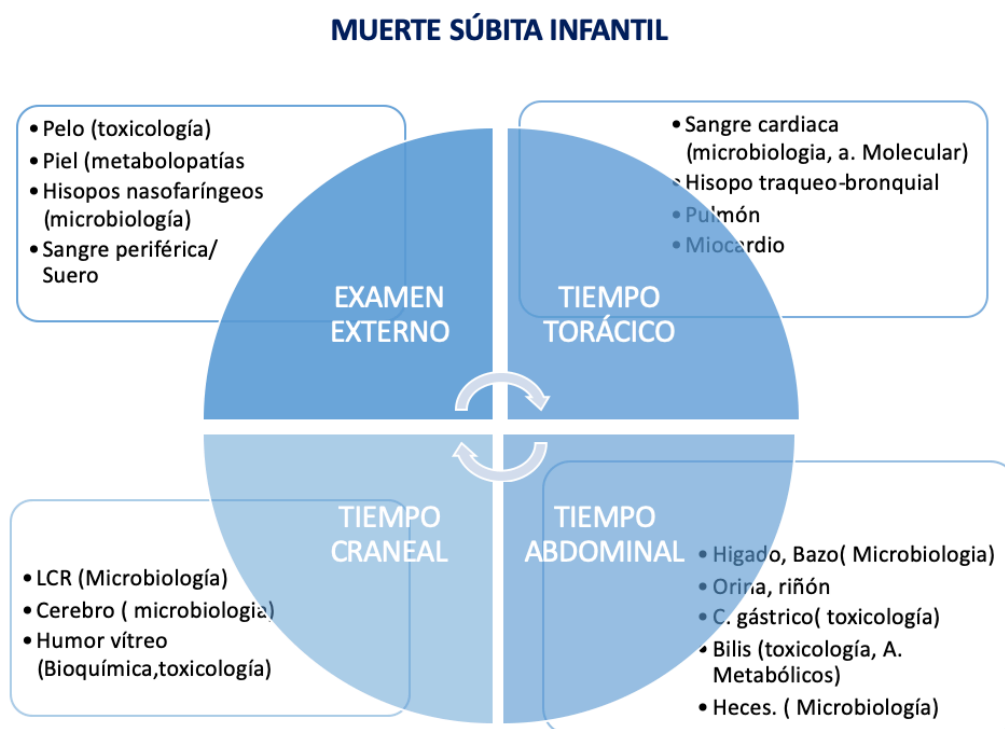 MUERTE SÚBITA INFANTIL
• Pelo (toxicología)
• Piel (metabolopatías
• Hisopos nasofaríngeos
(microbiología)
• Sangre periférica/
Suero
EXAMEN
EXTERNO
• Sangre cardiaca
(microbiologia, a. Molecular)
• Hisopo traqueo-bronquial
• Pulmón
• Miocardio
TIEMPO
TORÁCICO
TIEMPO
CRANEAL
• LCR (Microbiología)
• Cerebro ( microbiologia)
• Humor vítreo
(Bioquímica,toxicología)
TIEMPO
ABDOMINAL
• Higado, Bazo( Microbiologia)
• Orina, riñón
• C. gástrico( toxicología)
• Bilis (toxicología, A.
Metabólicos)
• Heces. ( Microbiología)